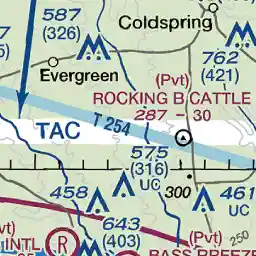 587
(326)
Coldspring
762
(421)
Evergreen
(Pvt)
ROCKING B CATTLE
T 254
287 - 30
TAC
575
(316)
UC
300
458
461
UC
643
(403)
(Pvt)
250
(Pvt)
INTL
R
BASS BREEZE